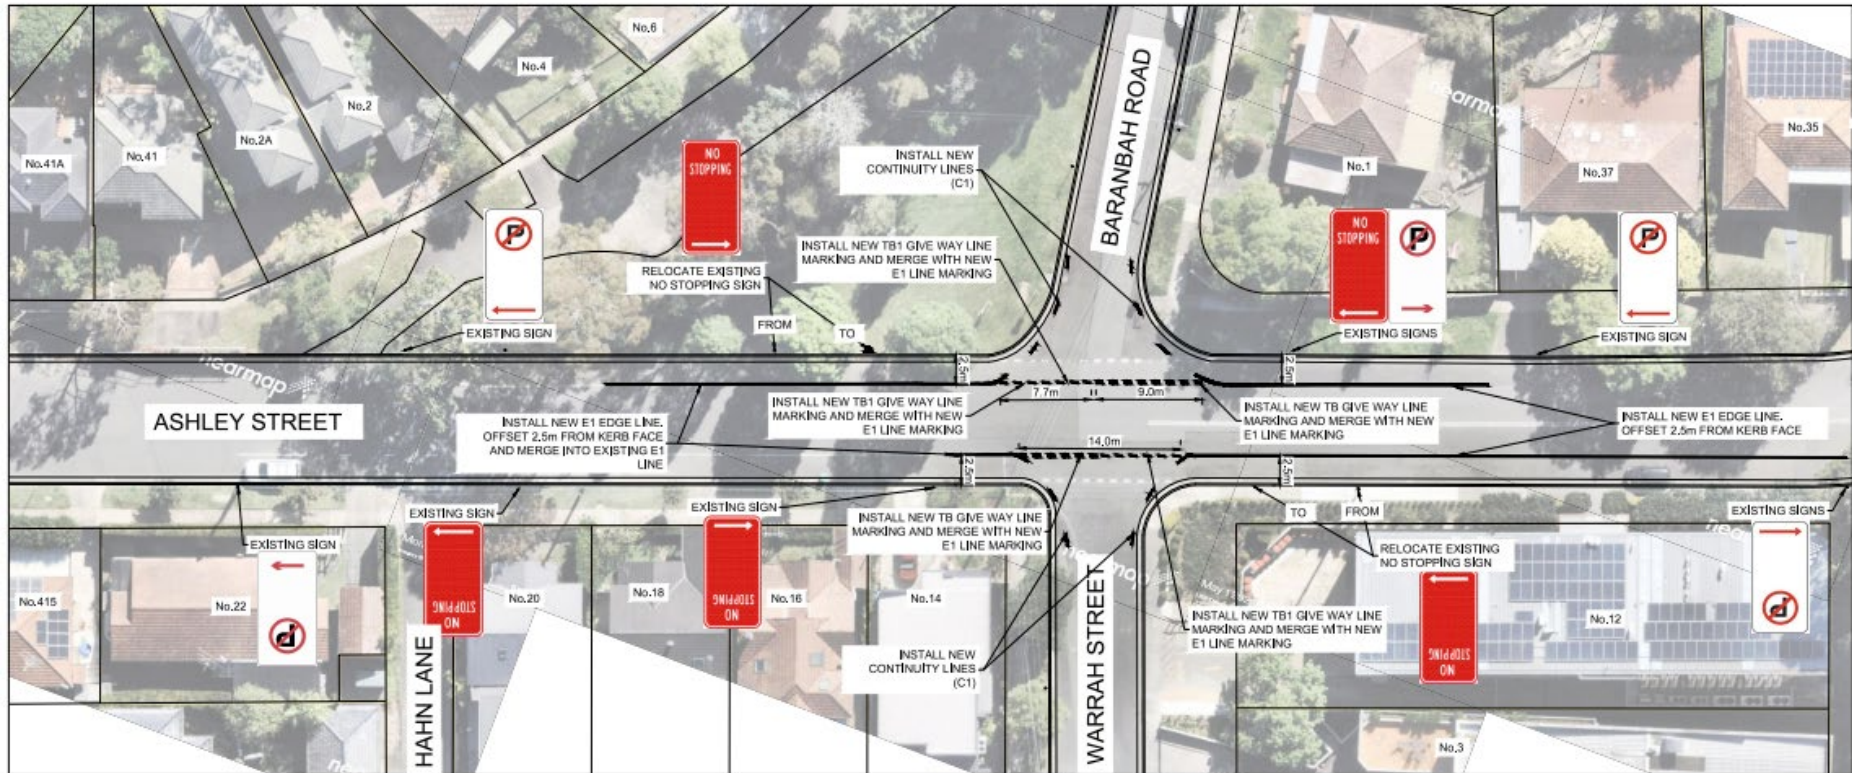 No.6
No.4
No.2
No.2A
No.41
No.41A
No.1
No.37
No.35
nearmap
BARANBAH ROAD
INSTALL NEW
CONTINUITY LINES
(C1)
NO
STOPPING
P
RELOCATE EXISTING
NO STOPPING SIGN
FROM
TO
INSTALL NEW TB1 GIVE WAY LINE
MARKING AND MERGE WITH NEW
E1 LINE MARKING
NO
STOPPING
P
P
EXISTING SIGN
EXISTING SIGNS
EXISTING SIGN
nearmap
2.5m
2.5m
ASHLEY STREET
INSTALL NEW E1 EDGE LINE.
OFFSET 2.5m FROM KERB FACE
AND MERGE INTO EXISTING E1
LINE
INSTALL NEW TB1 GIVE WAY LINE
MARKING AND MERGE WITH NEW
E1 LINE MARKING
7.7m
9.0m
INSTALL NEW TB GIVE WAY LINE
MARKING AND MERGE WITH NEW
E1 LINE MARKING
INSTALL NEW E1 EDGE LINE.
OFFSET 2.5m FROM KERB FACE
14.0m
2.5m
2.5m
EXISTING SIGN
EXISTING SIGN
EXISTING SIGN
INSTALL NEW TB GIVE WAY LINE
MARKING AND MERGE WITH NEW
E1 LINE MARKING
TO
FROM
EXISTING SIGNS
RELOCATE EXISTING
NO STOPPING SIGN
No.415
No.22
P
HAHN LANE
NO
STOPPING
No.20
No.18
NO
STOPPING
No.16
No.14
nearmap
WARRAH STREET
INSTALL NEW
CONTINUITY LINES
(C1)
INSTALL NEW TB1 GIVE WAY LINE
MARKING AND MERGE WITH NEW
E1 LINE MARKING
NO
STOPPING
No.12
P
No.3